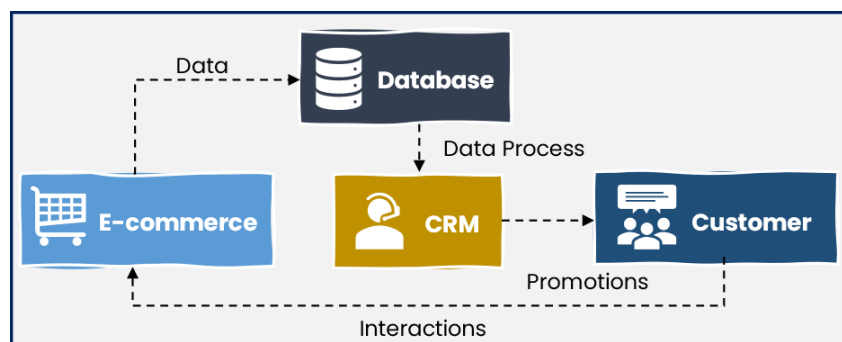 Data
Database
Data Process
E-commerce
CRM
Customer
Promotions
Interactions